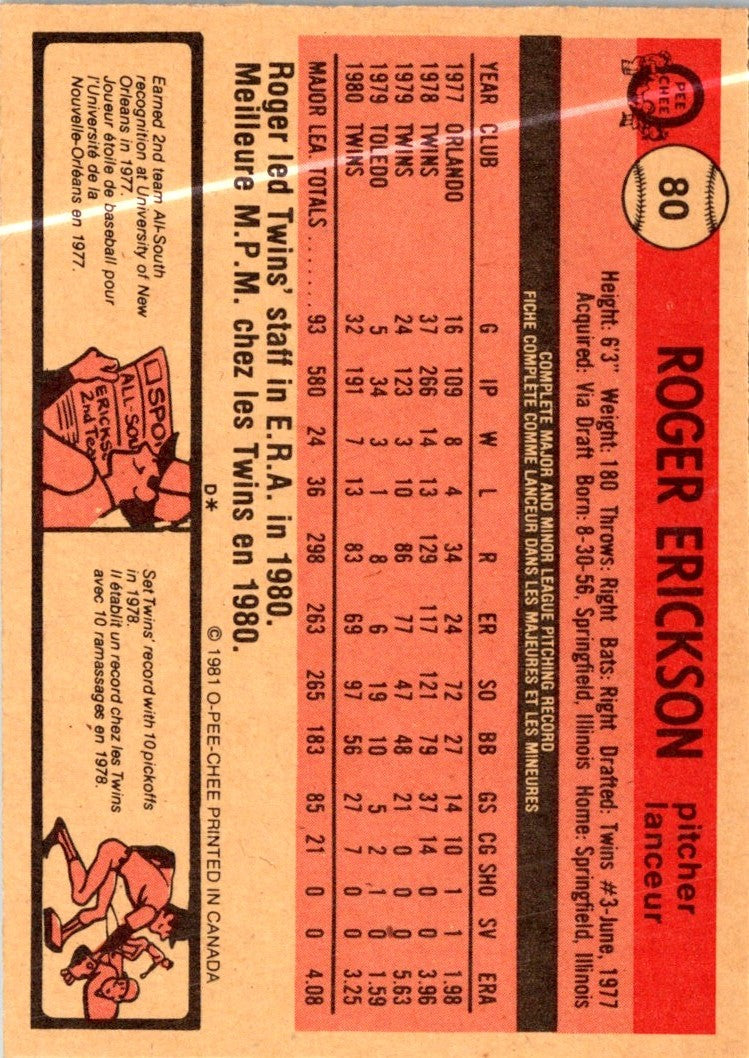 O PEE CHEE
80
ROGER ERICKSON
pitcher
lanceur
Height: 6'3" Weight: 180 Throws: Right Bats: Right Drafted: Twins #3-June, 1977
Acquired: Via Draft Born: 8-30-56, Springfield, Illinois Home: Springfield, Illinois
COMPLETE MAJOR AND MINOR LEAGUE PITCHING RECORD
FICHE COMPLÈTE COMME LANCEUR DANS LES MAJEURES ET LES MINEURES
YEAR CLUB G IP W L R ER SO BB GS CG SHO SV ERA
1977 ORLANDO 16 109 8 4 34 24 72 27 14 10 1 1 1.98
1978 TWINS 37 266 14 13 129 117 121 79 37 14 0 0 3.96
1979 TWINS 24 123 3 10 86 77 47 48 21 0 0 0 5.63
1979 TOLEDO 5 34 3 1 8 6 19 10 5 2 1 0 1.59
1980 TWINS 32 191 7 13 83 69 97 56 27 7 0 0 3.25
MAJOR LEA. TOTALS ...... 93 580 24 36 298 263 265 183 85 21 0 0 4.08
Roger led Twins' staff in E.R.A. in 1980.
Meilleure M.P.M. chez les Twins en 1980.
D*
© 1981 O-PEE-CHEE PRINTED IN CANADA
Earned 2nd team All-South
recognition at University of New
Orleans in 1977.
Joueur étoile de baseball pour
l'Université de la
Nouvelle-Orléans en 1977.
SPO
ALL-SOU
ERICKS
2nd Tea
Set Twins' record with 10 pickoffs
in 1978.
Il établit un record chez les Twins
avec 10 ramassages en 1978.